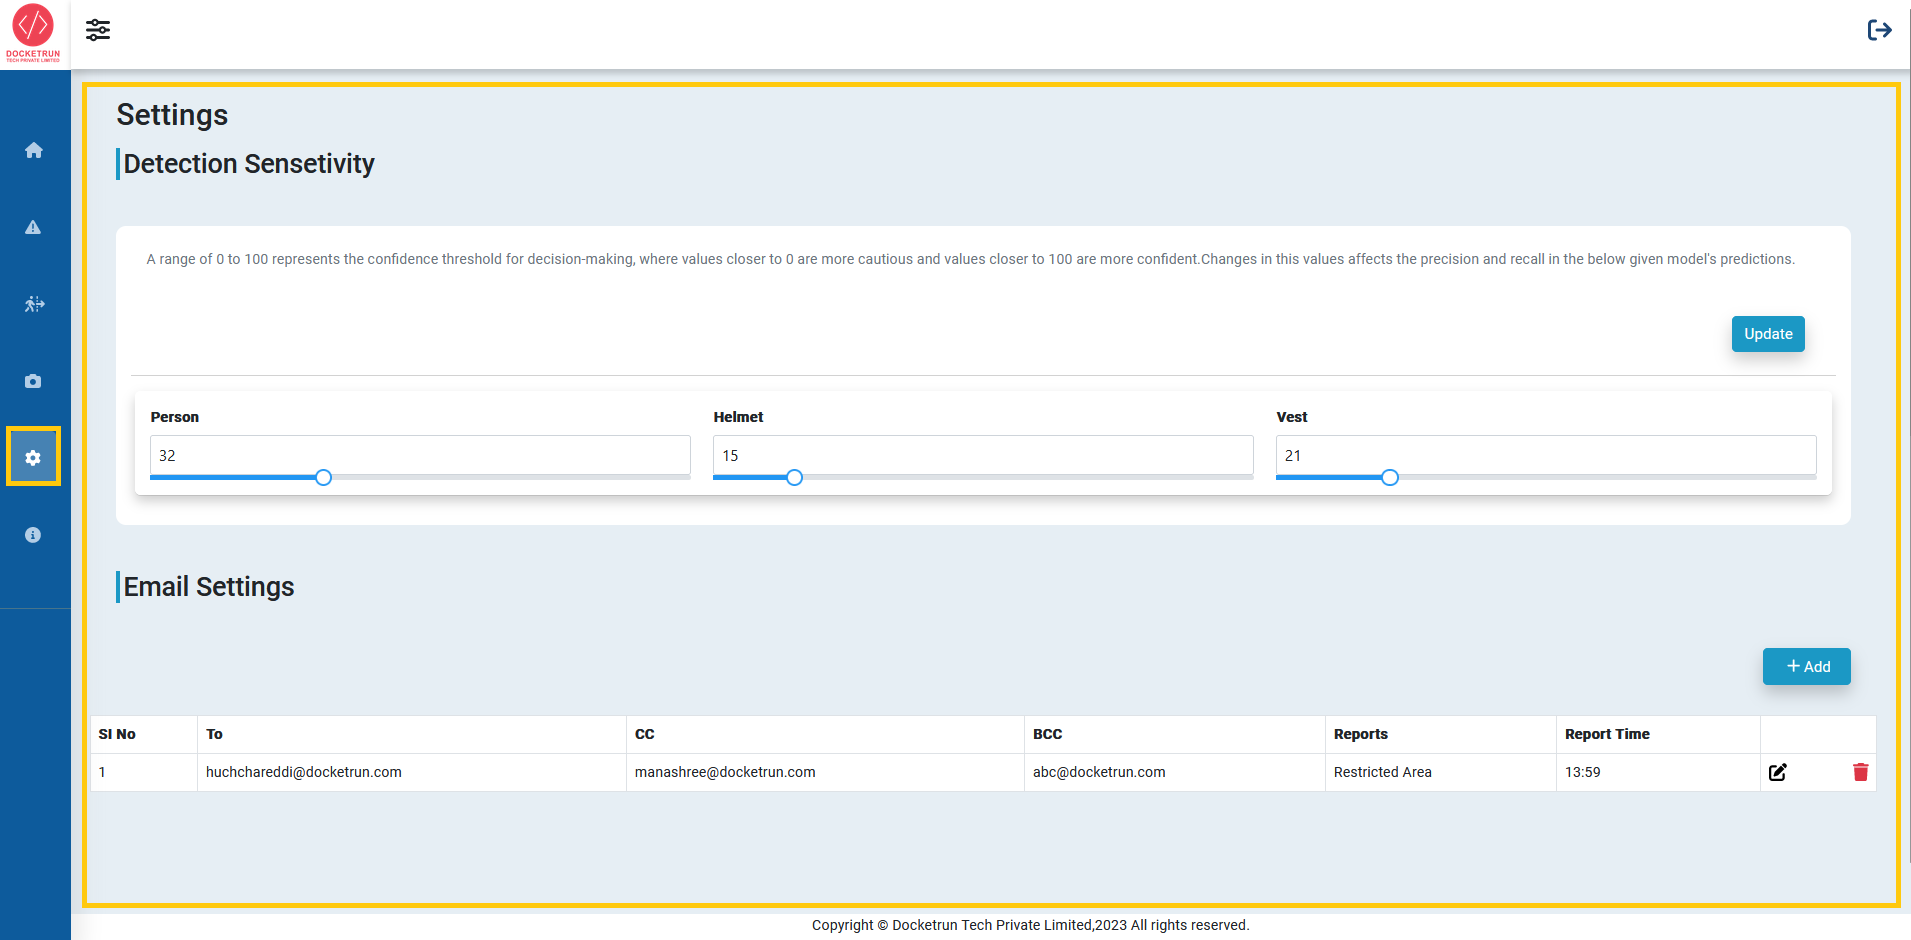 DOCKETRUN
TECH PRIVATE LIMITED
Settings
Detection Sensetivity
A range of 0 to 100 represents the confidence threshold for decision-making, where values closer to 0 are more cautious and values closer to 100 are more confident.Changes in this values affects the precision and recall in the below given model's predictions.
Update
Person Helmet Vest
32 15 21
Email Settings
+ Add
SI No To CC BCC Reports Report Time
1 huchchareddi@docketrun.com manashree@docketrun.com abc@docketrun.com Restricted Area 13:59
Copyright © Docketrun Tech Private Limited,2023 All rights reserved.